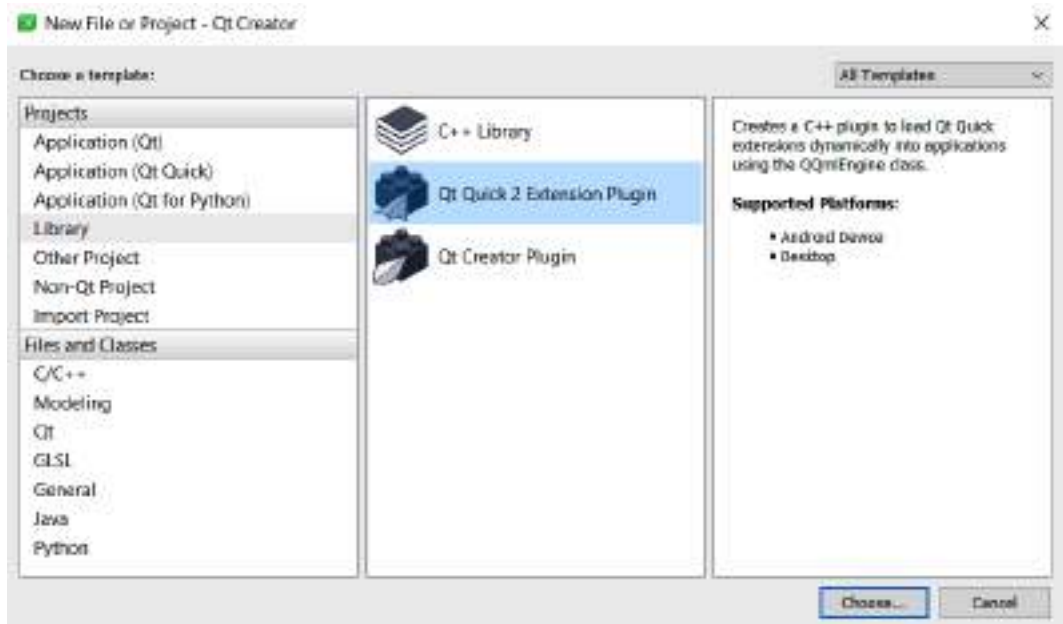 New File or Project - Qt Creator
Choose a template:
All Templates
Projects
Application (Qt)
Application (Qt Quick)
Application (Qt for Python)
Library
Other Project
Non-Qt Project
Import Project
Files and Classes
C/C++
Modeling
Qt
GLSL
General
Java
Python
C++ Library
Qt Quick 2 Extension Plugin
Qt Creator Plugin
Creates a C++ plugin to load Qt Quick
extensions dynamically into applications
using the QQmlEngine class.
Supported Platforms:
• Android Device
• Desktop
Choose...
Cancel